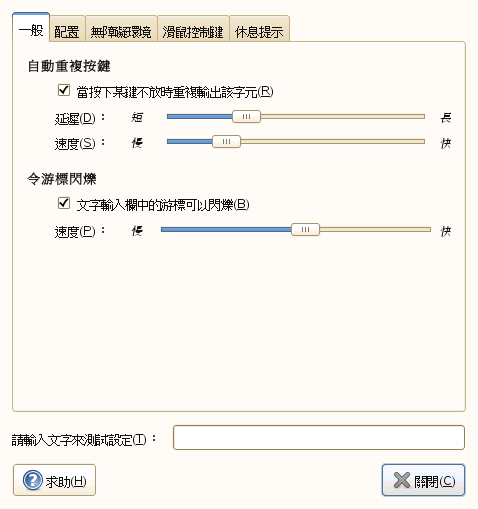 一般 配置 無障礙環境 滑鼠控制鍵 休息提示
自動重複按鍵
當按下某鍵不放時重複輸出該字元(R)
延遲(D)： 短 長
速度(S)： 慢 快
令游標閃爍
文字輸入欄中的游標可以閃爍(B)
速度(P)： 慢 快
請輸入文字來測試設定(T)：
求助(H) 關閉(C)